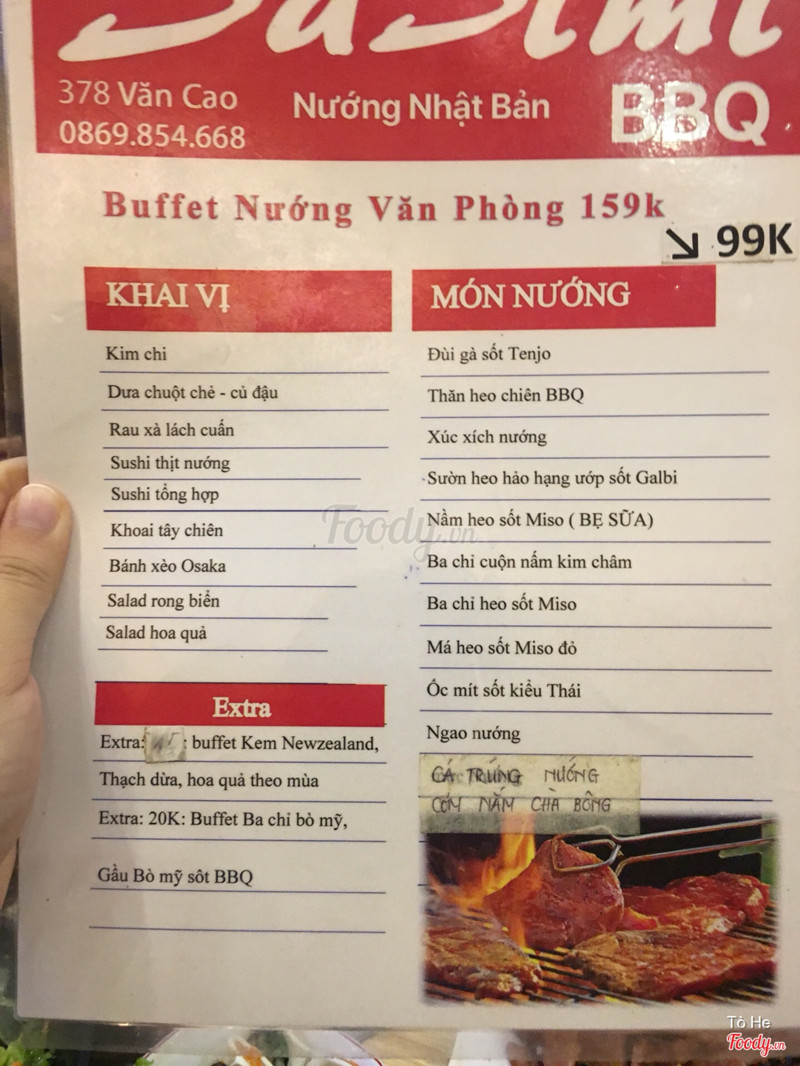 SaSimi
378 Văn Cao
0869.854.668
Nướng Nhật Bản
BBQ
Buffet Nướng Văn Phòng 159k
↘ 99K
KHAI VỊ
Kim chi
Dưa chuột chẻ - củ đậu
Rau xà lách cuấn
Sushi thịt nướng
Sushi tổng hợp
Khoai tây chiên
Bánh xèo Osaka
Salad rong biển
Salad hoa quả
Extra
Extra: : buffet Kem Newzealand,
Thạch dừa, hoa quả theo mùa
Extra: 20K: Buffet Ba chỉ bò mỹ,
Gầu Bò mỹ sôt BBQ
MÓN NƯỚNG
Đùi gà sốt Tenjo
Thăn heo chiên BBQ
Xúc xích nướng
Sườn heo hảo hạng ướp sốt Galbi
Nầm heo sốt Miso ( BẸ SỮA)
Ba chỉ cuộn nấm kim châm
Ba chỉ heo sốt Miso
Má heo sốt Miso đỏ
Ốc mít sốt kiểu Thái
Ngao nướng
CÁ TRỨNG NƯỚNG
CƠM NẮM CHÀ BÔNG
Foody.vn
Tò He
Foody.vn